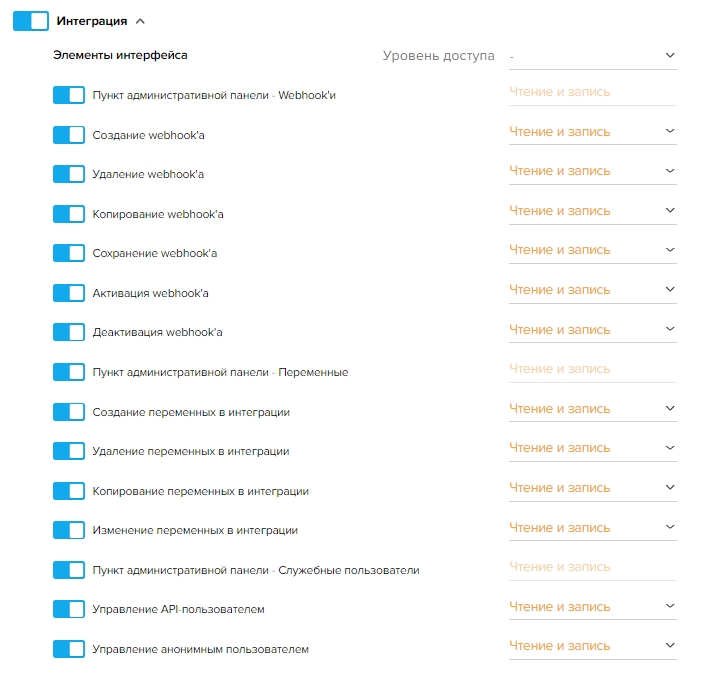 Интеграция
Элементы интерфейса Уровень доступа -
Пункт административной панели - Webhook'и Чтение и запись
Создание webhook'а Чтение и запись
Удаление webhook'а Чтение и запись
Копирование webhook'а Чтение и запись
Сохранение webhook'а Чтение и запись
Активация webhook'а Чтение и запись
Деактивация webhook'а Чтение и запись
Пункт административной панели - Переменные Чтение и запись
Создание переменных в интеграции Чтение и запись
Удаление переменных в интеграции Чтение и запись
Копирование переменных в интеграции Чтение и запись
Изменение переменных в интеграции Чтение и запись
Пункт административной панели - Служебные пользователи Чтение и запись
Управление API-пользователем Чтение и запись
Управление анонимным пользователем Чтение и запись